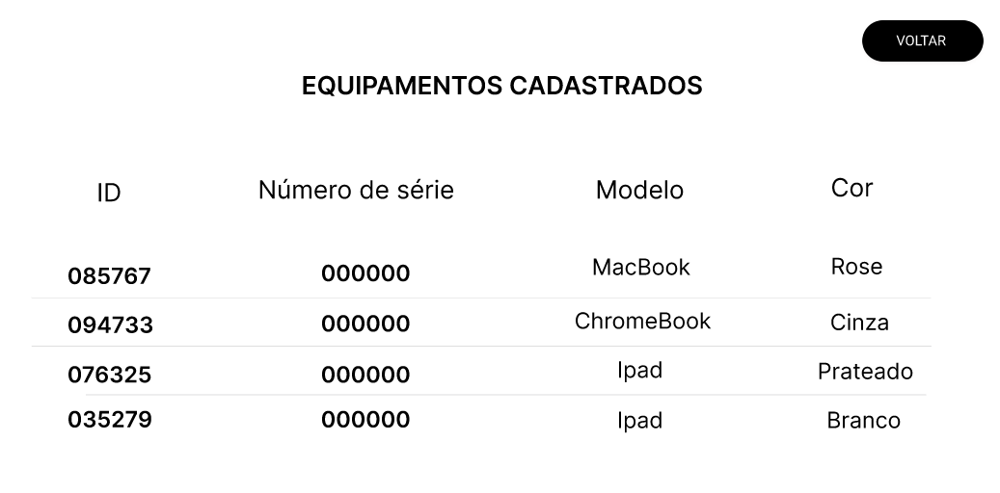 VOLTAR
EQUIPAMENTOS CADASTRADOS
ID Número de série Modelo Cor
085767 000000 MacBook Rose
094733 000000 ChromeBook Cinza
076325 000000 Ipad Prateado
035279 000000 Ipad Branco